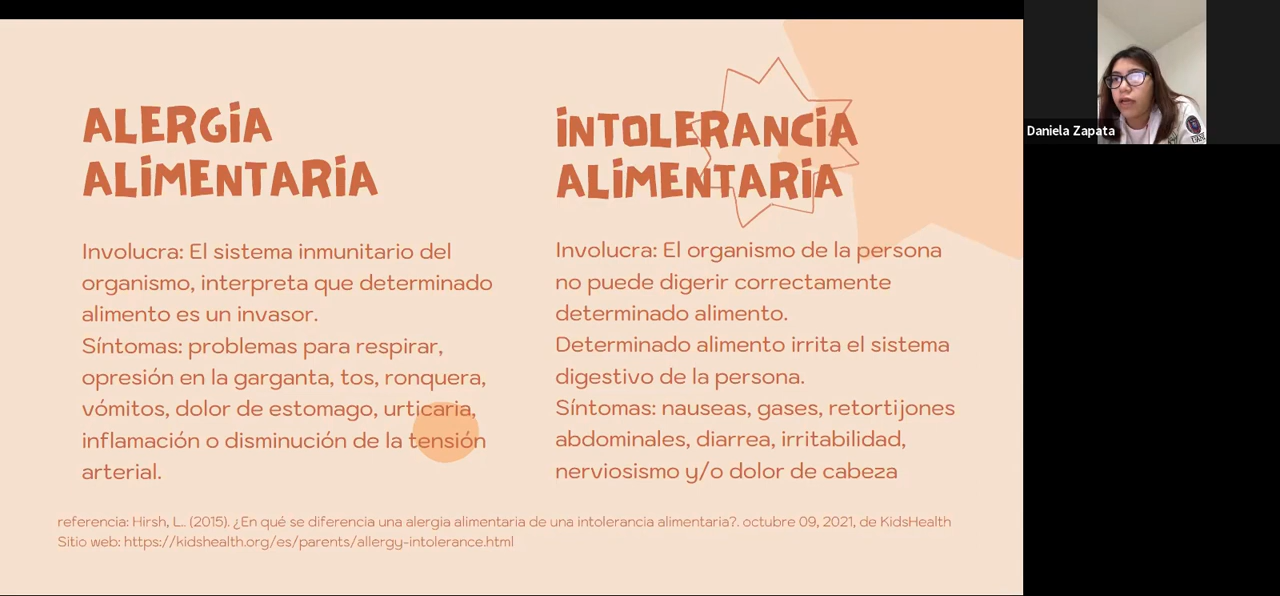 ALERGIA
ALIMENTARIA
Involucra: El sistema inmunitario del
organismo, interpreta que determinado
alimento es un invasor.
Síntomas: problemas para respirar,
opresión en la garganta, tos, ronquera,
vómitos, dolor de estomago, urticaria,
inflamación o disminución de la tensión
arterial.
INTOLERANCIA
ALIMENTARIA
Involucra: El organismo de la persona
no puede digerir correctamente
determinado alimento.
Determinado alimento irrita el sistema
digestivo de la persona.
Síntomas: nauseas, gases, retortijones
abdominales, diarrea, irritabilidad,
nerviosismo y/o dolor de cabeza
referencia: Hirsh, L.. (2015). ¿En qué se diferencia una alergia alimentaria de una intolerancia alimentaria?. octubre 09, 2021, de KidsHealth
Sitio web: https://kidshealth.org/es/parents/allergy-intolerance.html
Daniela Zapata